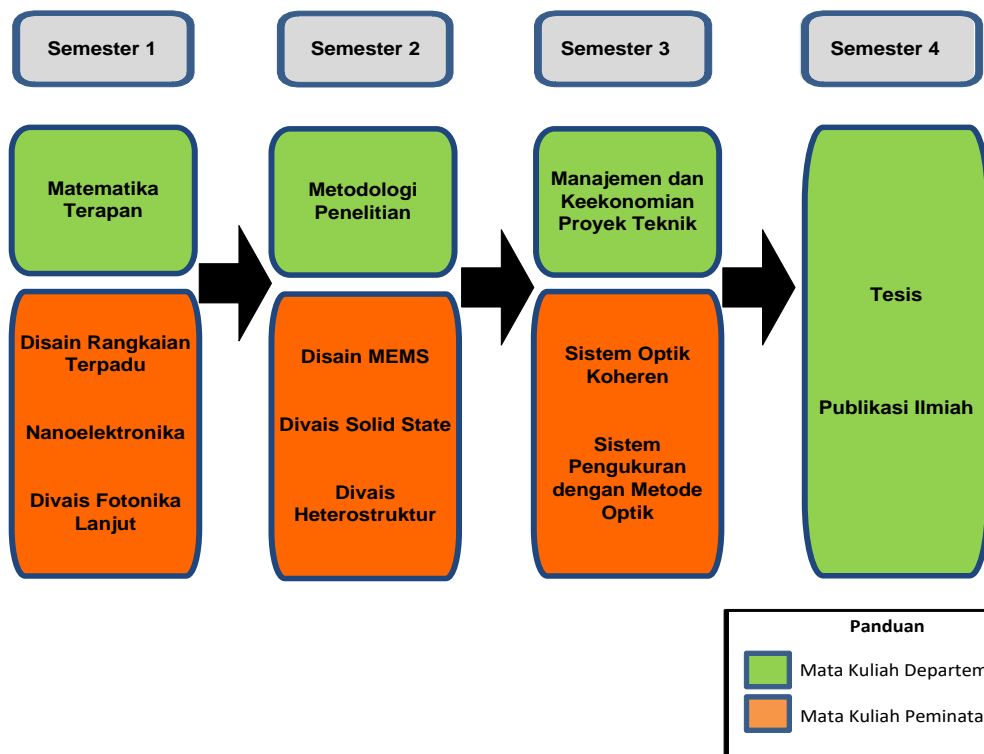 Semester 1
Semester 2
Semester 3
Semester 4
Matematika
Terapan
Metodologi
Penelitian
Manajemen dan
Keekonomian
Proyek Teknik
Disain Rangkaian
Terpadu
Nanoelektronika
Divais Fotonika
Lanjut
Disain MEMS
Divais Solid State
Divais
Heterostruktur
Sistem Optik
Koheren
Sistem
Pengukuran
dengan Metode
Optik
Tesis
Publikasi Ilmiah
Panduan
Mata Kuliah Departem
Mata Kuliah Peminata